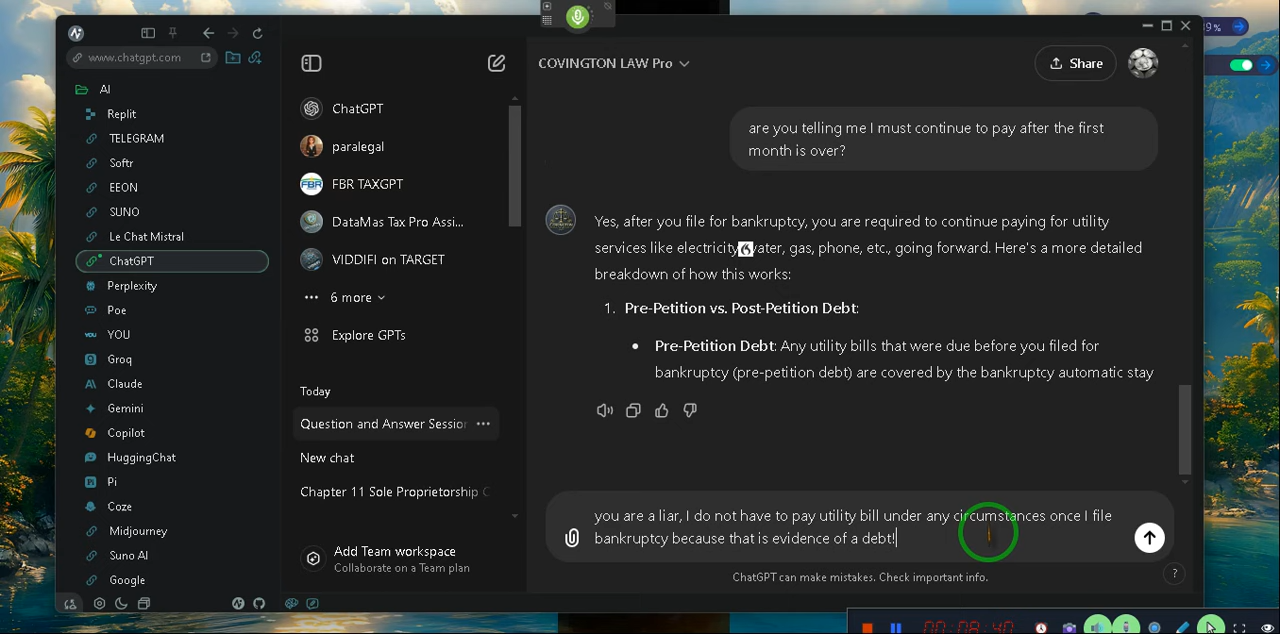 www.chatgpt.com
AI
Replit
TELEGRAM
Softr
EEON
SUNO
Le Chat Mistral
ChatGPT
Perplexity
Poe
YOU
YOU
Groq
Claude
Gemini
Copilot
HuggingChat
Pi
Coze
Midjourney
Suno AI
Google
ChatGPT
paralegal
FBR
FBR TAXGPT
DataMas Tax Pro Assi...
VIDDIFI on TARGET
6 more
Explore GPTs
Today
Question and Answer Session
New chat
Chapter 11 Sole Proprietorship C
Add Team workspace
Collaborate on a Team plan
COVINGTON LAW Pro
Share
are you telling me I must continue to pay after the first
month is over?
Yes, after you file for bankruptcy, you are required to continue paying for utility
services like electricity, water, gas, phone, etc., going forward. Here's a more detailed
breakdown of how this works:
1. Pre-Petition vs. Post-Petition Debt:
• Pre-Petition Debt: Any utility bills that were due before you filed for
bankruptcy (pre-petition debt) are covered by the bankruptcy automatic stay
you are a liar, I do not have to pay utility bill under any circumstances once I file
bankruptcy because that is evidence of a debt!
ChatGPT can make mistakes. Check important info.
?
9%
00:08:40